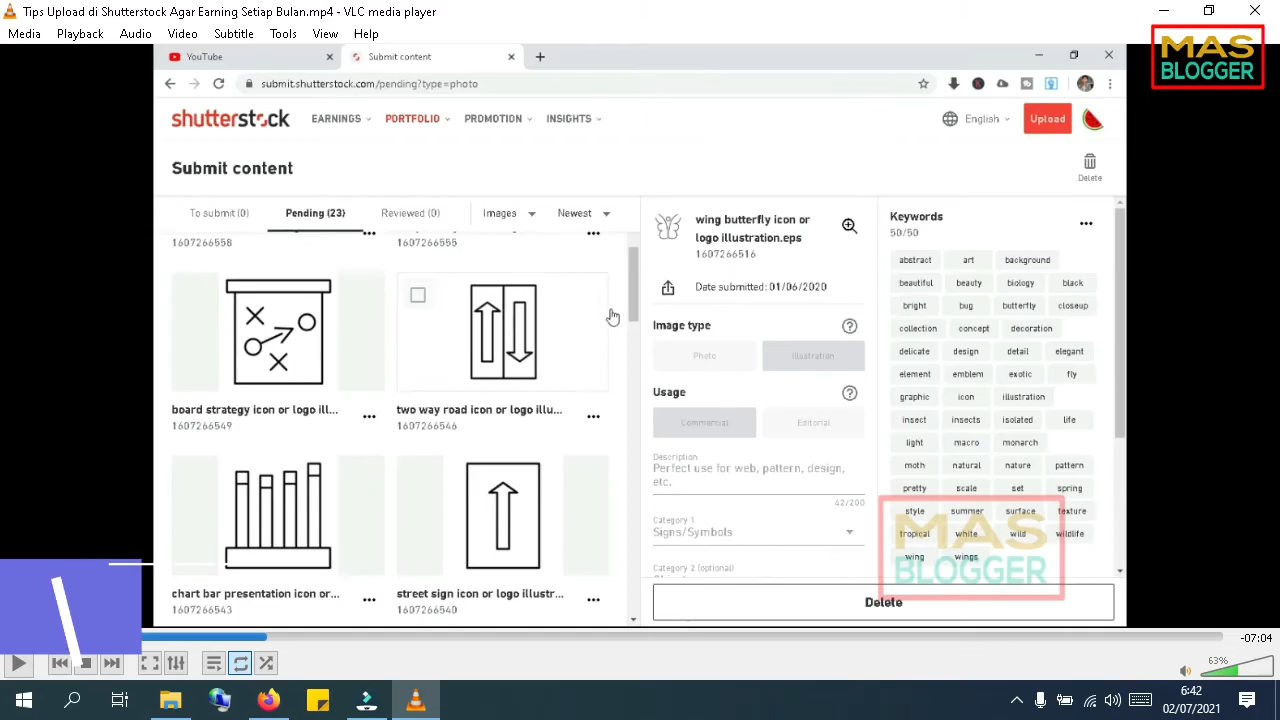 Tips Upload di Shutterstock Agar Earning Setiap Bulan.mp4 - VLC media player
Media Playback Audio Video Subtitle Tools View Help
MAS
BLOGGER
YouTube
Submit content
submit.shutterstock.com/pending?type=photo
shutterstock
EARNINGS PORTFOLIO PROMOTION INSIGHTS
English
Upload
Submit content
Delete
To submit (0) Pending (23) Reviewed (0) Images Newest
1607266558 1607266555
board strategy icon or logo ill... two way road icon or logo illu...
1607266549 1607266546
chart bar presentation icon or... street sign icon or logo illustr...
1607266543 1607266540
wing butterfly icon or
logo illustration.eps
1607266516
Date submitted: 01/06/2020
Image type
Photo Illustration
Usage
Commercial Editorial
Description
Perfect use for web, pattern, design,
etc.
42/200
Category 1
Signs/Symbols
Category 2 (optional)
Keywords
50/50
abstract art background
beautiful beauty biology black
bright bug butterfly closeup
collection concept decoration
delicate design detail elegant
element emblem exotic fly
graphic icon illustration
insect insects isolated life
light macro monarch
moth natural nature pattern
pretty scale set spring
style summer surface texture
tropical white wild wildlife
wing wings
MAS
BLOGGER
Delete
-07:04
63%
6:42
02/07/2021